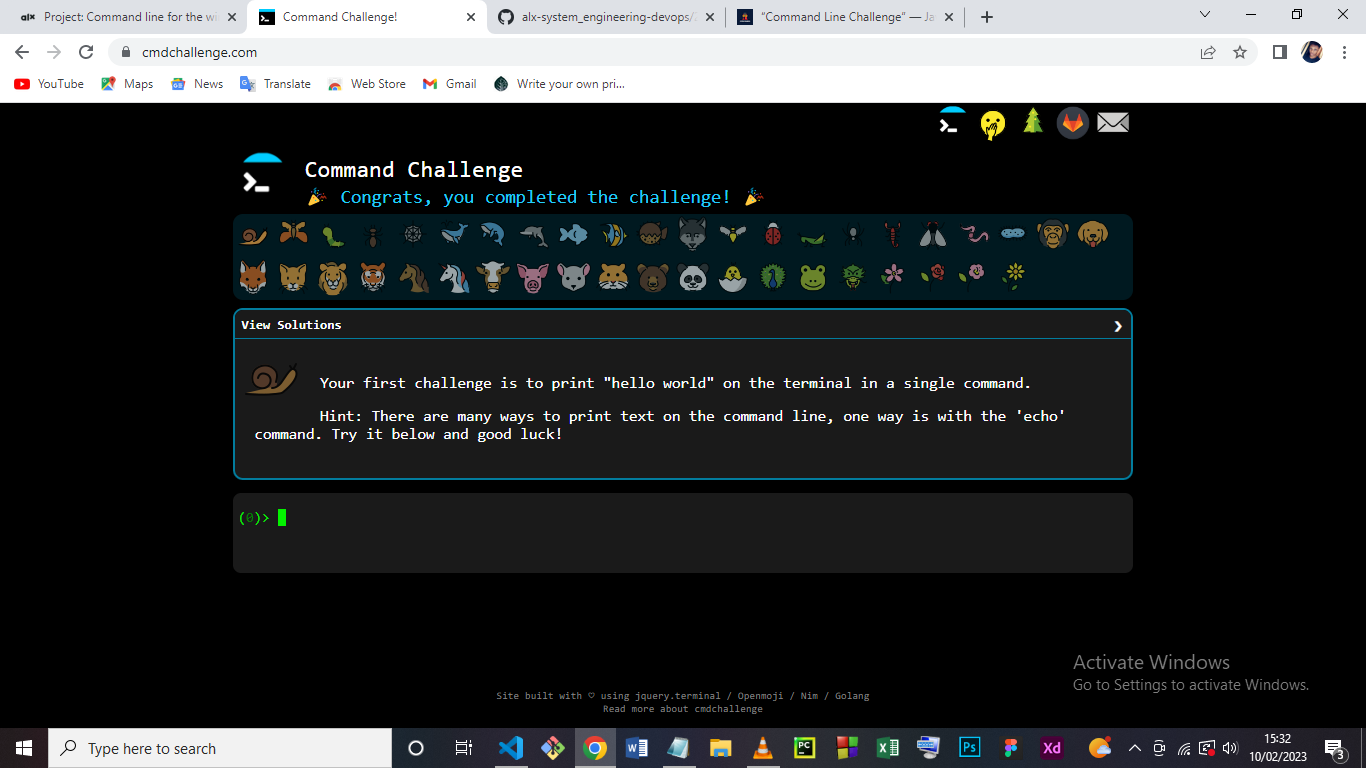 alx Project: Command line for the wi
Command Challenge!
alx-system_engineering-devops/
"Command Line Challenge" — Ja
cmdchallenge.com
YouTube Maps News Translate Web Store Gmail Write your own pri...
Command Challenge
Congrats, you completed the challenge!
View Solutions
Your first challenge is to print "hello world" on the terminal in a single command.
Hint: There are many ways to print text on the command line, one way is with the 'echo'
command. Try it below and good luck!
(0)>
Activate Windows
Go to Settings to activate Windows.
Site built with ♡ using jquery.terminal / Openmoji / Nim / Golang
Read more about cmdchallenge
Type here to search
W
PC
X
Ps
Xd
15:32
10/02/2023
3